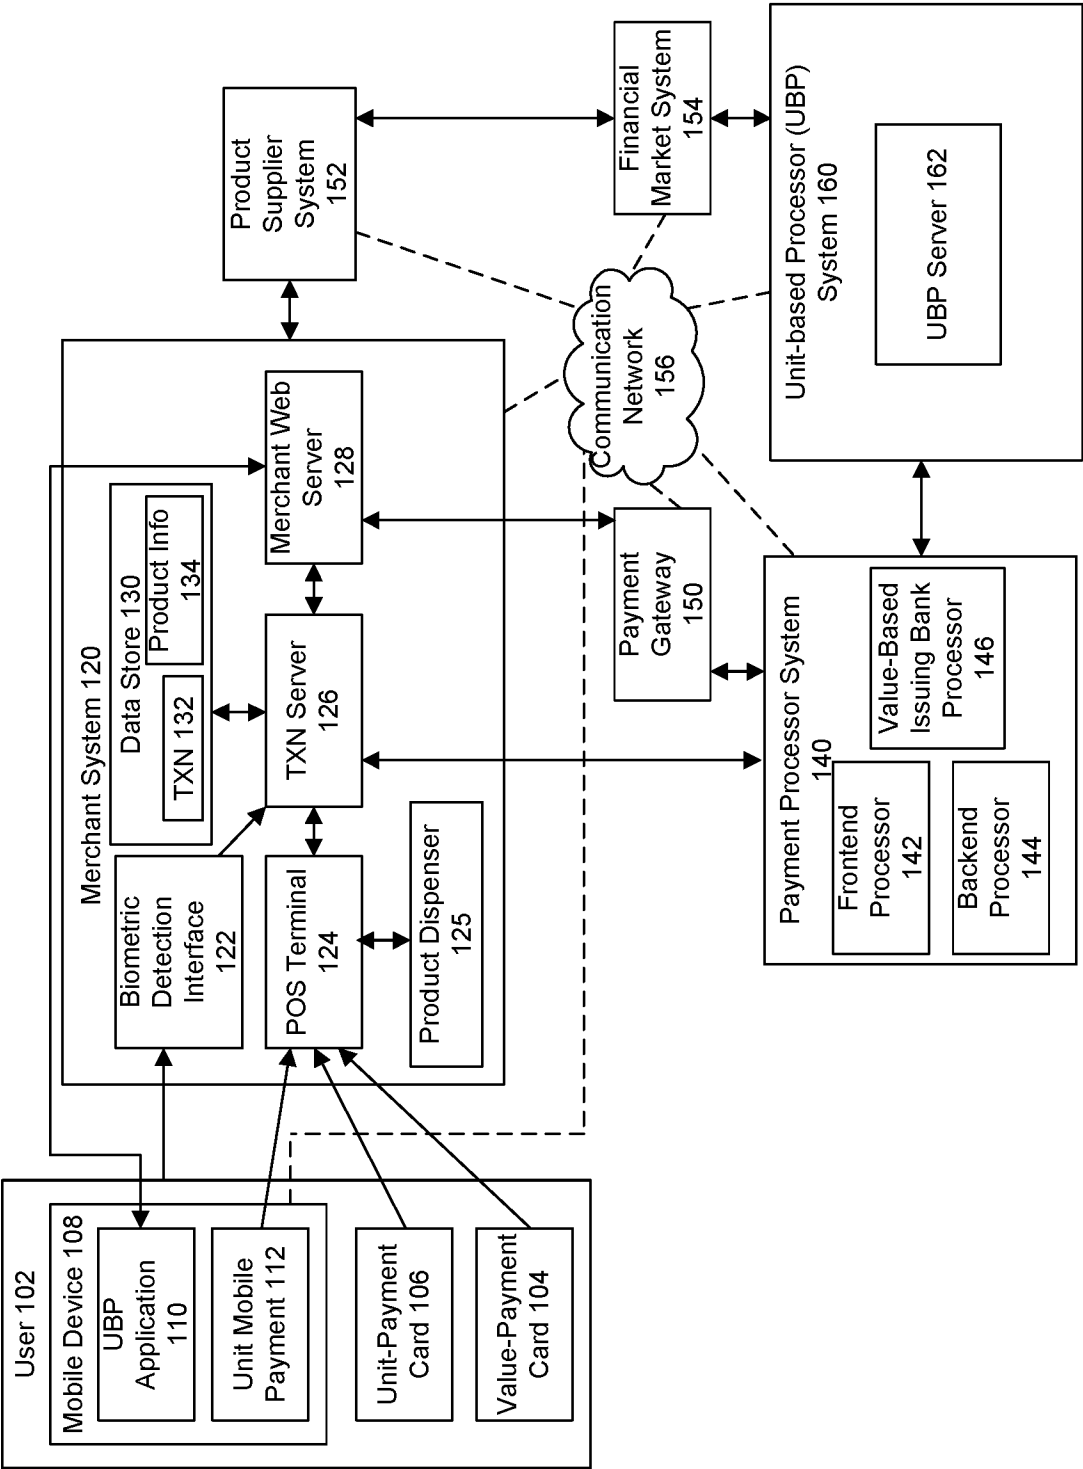 User 102
Mobile Device 108
UBP
Application
110
Unit Mobile
Payment 112
Unit-Payment
Card 106
Value-Payment
Card 104
Merchant System 120
Biometric
Detection
Interface
122
Data Store 130
TXN 132
Product Info
134
POS Terminal
124
TXN Server
126
Merchant Web
Server
128
Product Dispenser
125
Product
Supplier
System
152
Payment
Gateway
150
Communication
Network
156
Financial
Market System
154
Payment Processor System
140
Frontend
Processor
142
Backend
Processor
144
Value-Based
Issuing Bank
Processor
146
Unit-based Processor (UBP)
System 160
UBP Server 162